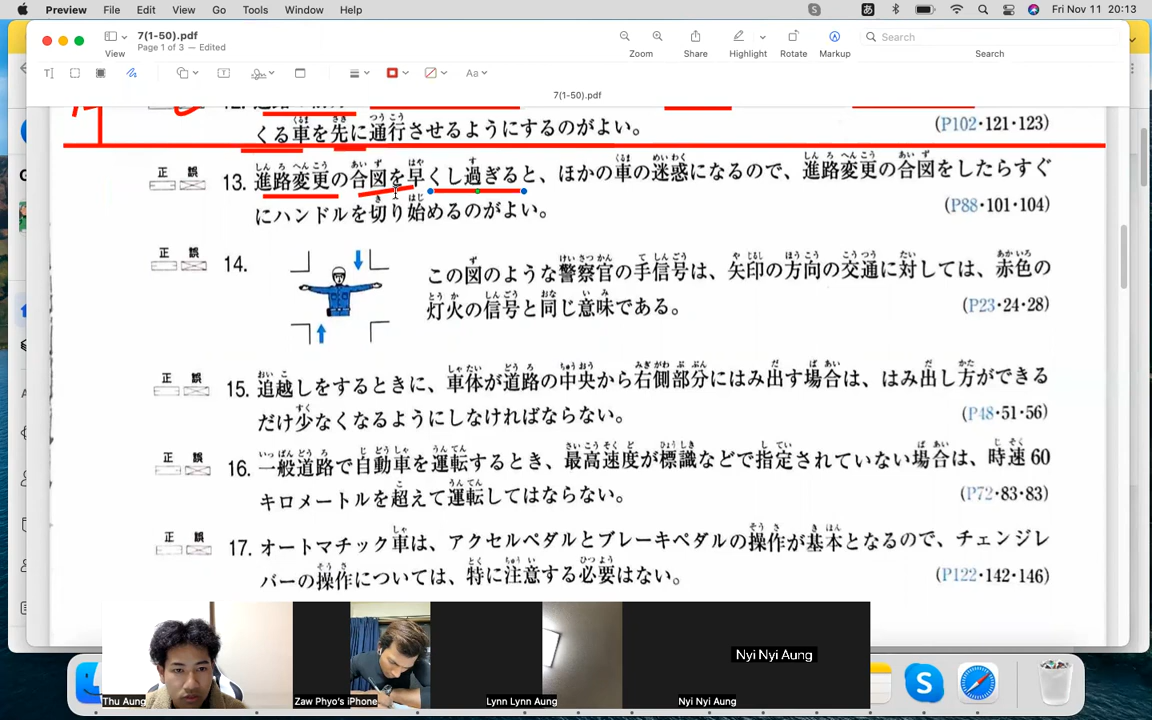 Preview File Edit View Go Tools Window Help
あ Fri Nov 11 20:13
7(1-50).pdf
Page 1 of 3 — Edited
View Zoom Share Highlight Rotate Markup Search
Search
Aa
7(1-50).pdf
くる車を先に通行させるようにするのがよい。 (P102・121・123)
正 誤 13. 進路変更の合図を早くし過ぎると、ほかの車の迷惑になるので、進路変更の合図をしたらすぐ
にハンドルを切り始めるのがよい。 (P88・101・104)
正 誤 14. この図のような警察官の手信号は、矢印の方向の交通に対しては、赤色の
灯火の信号と同じ意味である。 (P23・24・28)
正 誤 15. 追越しをするときに、車体が道路の中央から右側部分にはみ出す場合は、はみ出し方ができる
だけ少なくなるようにしなければならない。 (P48・51・56)
正 誤 16. 一般道路で自動車を運転するとき、最高速度が標識などで指定されていない場合は、時速60
キロメートルを超えて運転してはならない。 (P72・83・83)
正 誤 17. オートマチック車は、アクセルペダルとブレーキペダルの操作が基本となるので、チェンジレ
バーの操作については、特に注意する必要はない。 (P122・142・146)
Nyi Nyi Aung
Thu Aung Zaw Phyo's iPhone Lynn Lynn Aung Nyi Nyi Aung